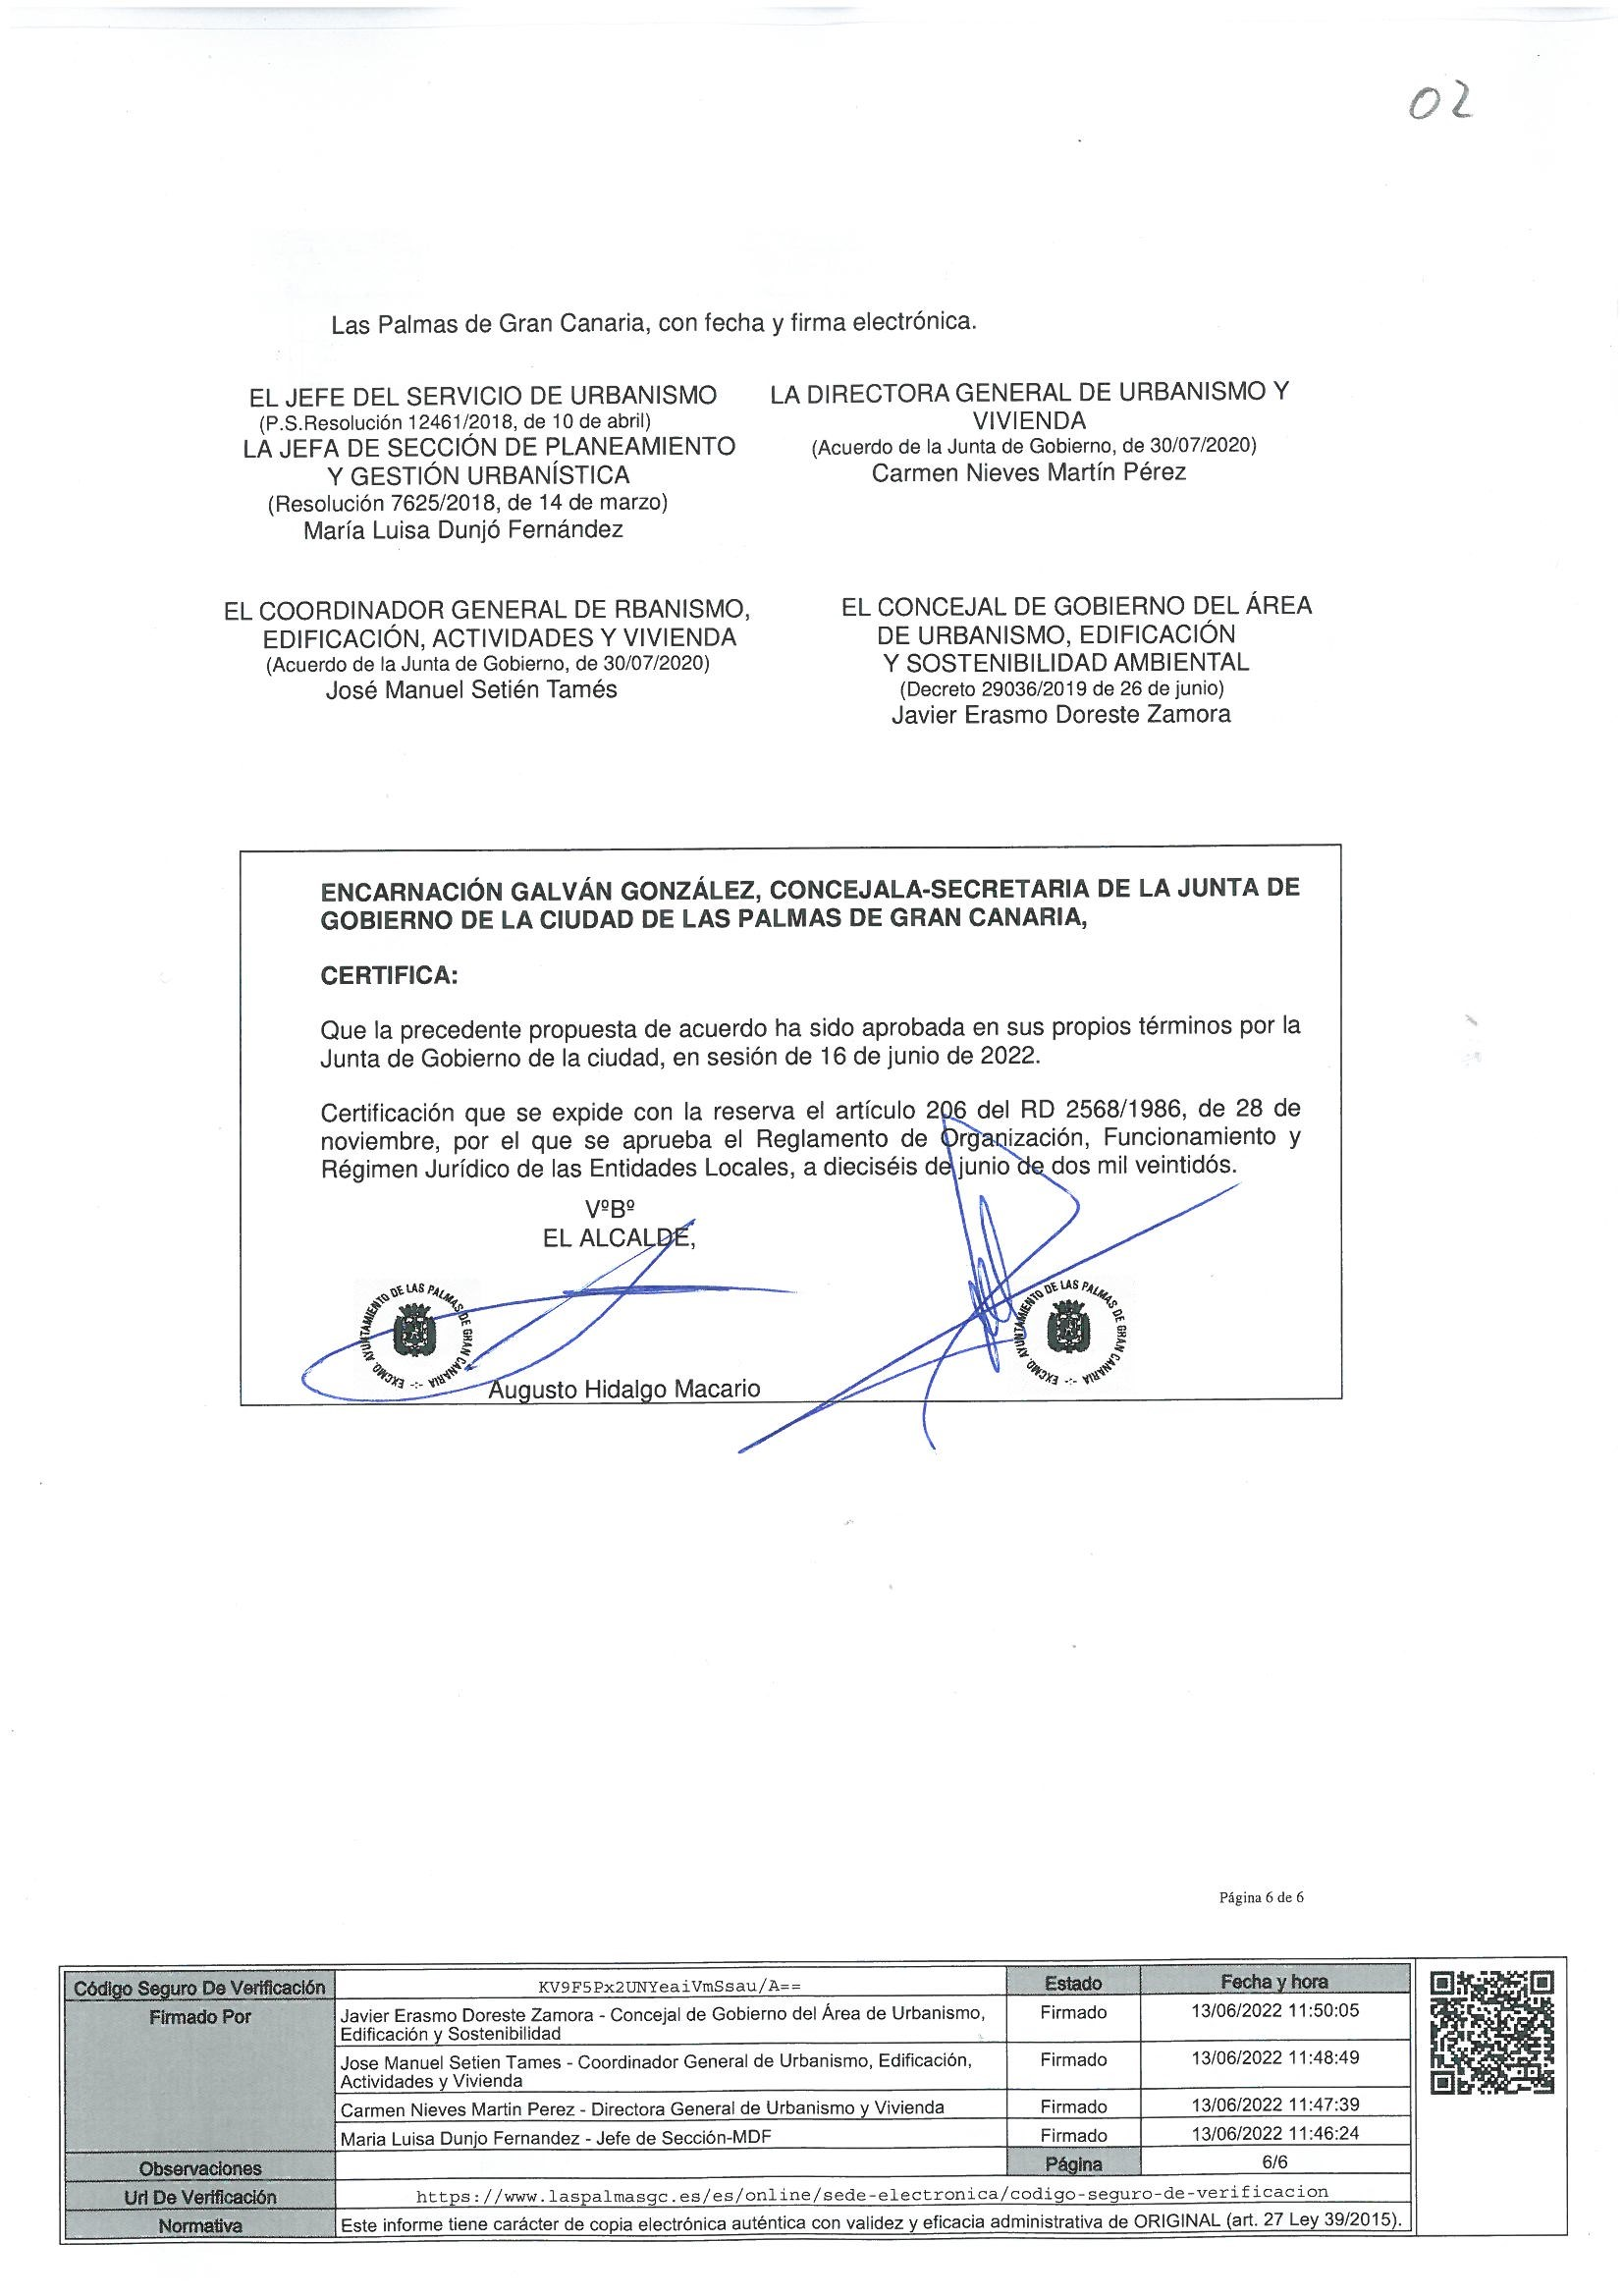 02
Las Palmas de Gran Canaria, con fecha y firma electrónica.
EL JEFE DEL SERVICIO DE URBANISMO
(P.S.Resolución 12461/2018, de 10 de abril)
LA JEFA DE SECCIÓN DE PLANEAMIENTO
Y GESTIÓN URBANÍSTICA
(Resolución 7625/2018, de 14 de marzo)
María Luisa Dunjó Fernández
LA DIRECTORA GENERAL DE URBANISMO Y
VIVIENDA
(Acuerdo de la Junta de Gobierno, de 30/07/2020)
Carmen Nieves Martín Pérez
EL COORDINADOR GENERAL DE RBANISMO,
EDIFICACIÓN, ACTIVIDADES Y VIVIENDA
(Acuerdo de la Junta de Gobierno, de 30/07/2020)
José Manuel Setién Tamés
EL CONCEJAL DE GOBIERNO DEL ÁREA
DE URBANISMO, EDIFICACIÓN
Y SOSTENIBILIDAD AMBIENTAL
(Decreto 29036/2019 de 26 de junio)
Javier Erasmo Doreste Zamora
ENCARNACIÓN GALVÁN GONZÁLEZ, CONCEJALA-SECRETARIA DE LA JUNTA DE
GOBIERNO DE LA CIUDAD DE LAS PALMAS DE GRAN CANARIA,
CERTIFICA:
Que la precedente propuesta de acuerdo ha sido aprobada en sus propios términos por la
Junta de Gobierno de la ciudad, en sesión de 16 de junio de 2022.
Certificación que se expide con la reserva el artículo 206 del RD 2568/1986, de 28 de
noviembre, por el que se aprueba el Reglamento de Organización, Funcionamiento y
Régimen Jurídico de las Entidades Locales, a dieciséis de junio de dos mil veintidós.
VºBº
EL ALCALDE,
EXCMO. AYUNTAMIENTO DE LAS PALMAS DE GRAN CANARIA -:-
EXCMO. AYUNTAMIENTO DE LAS PALMAS DE GRAN CANARIA -:-
Augusto Hidalgo Macario
Página 6 de 6
Código Seguro De Verificación KV9F5Px2UNYeaiVmSsau/A== Estado Fecha y hora
Firmado Por Javier Erasmo Doreste Zamora - Concejal de Gobierno del Área de Urbanismo, Firmado 13/06/2022 11:50:05
Edificación y Sostenibilidad
Jose Manuel Setien Tames - Coordinador General de Urbanismo, Edificación, Firmado 13/06/2022 11:48:49
Actividades y Vivienda
Carmen Nieves Martin Perez - Directora General de Urbanismo y Vivienda Firmado 13/06/2022 11:47:39
Maria Luisa Dunjo Fernandez - Jefe de Sección-MDF Firmado 13/06/2022 11:46:24
Observaciones Página 6/6
Url De Verificación https://www.laspalmasgc.es/es/online/sede-electronica/codigo-seguro-de-verificacion
Normativa Este informe tiene carácter de copia electrónica auténtica con validez y eficacia administrativa de ORIGINAL (art. 27 Ley 39/2015).